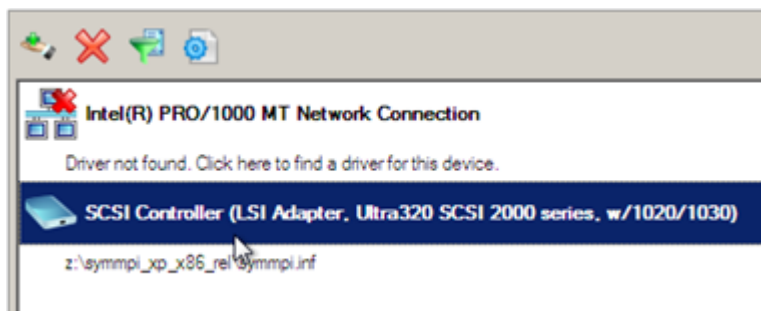 Intel(R) PRO/1000 MT Network Connection
Driver not found. Click here to find a driver for this device.
SCSI Controller (LSI Adapter, Ultra320 SCSI 2000 series, w/1020/1030)
z:\symmpi_xp_x86_rel\symmpi.inf